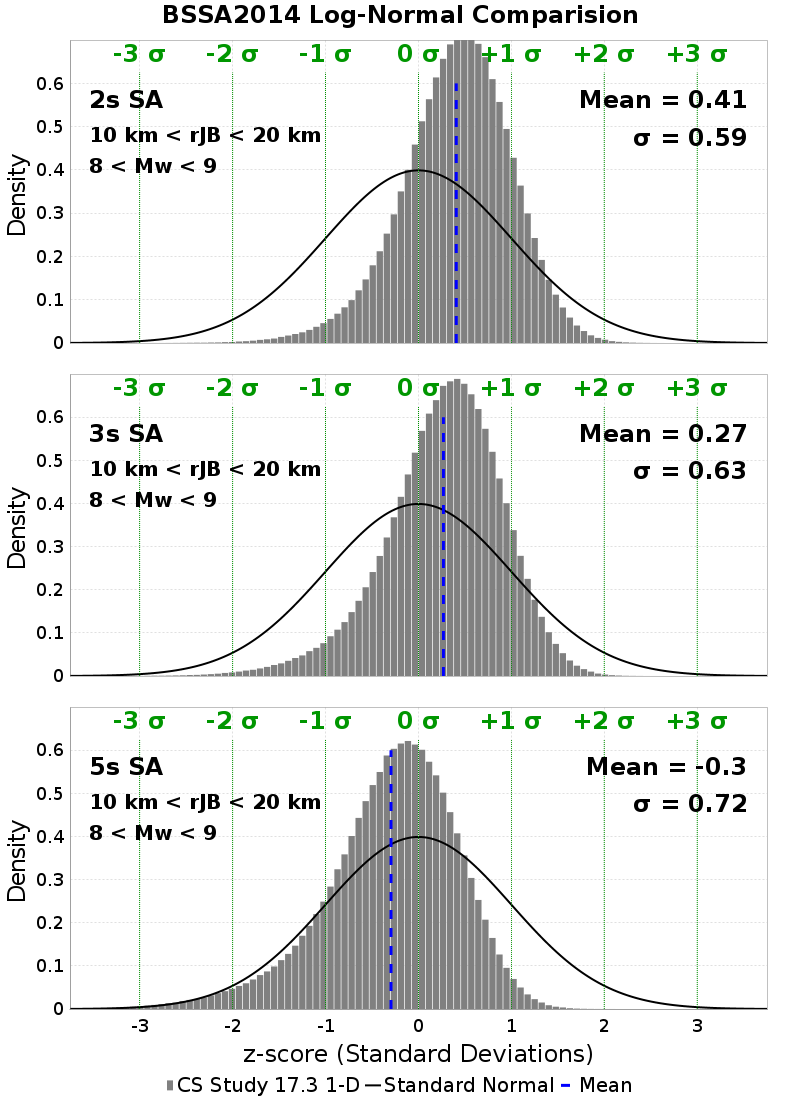 BSSA2014 Log-Normal Comparision
-3 σ -2 σ -1 σ 0 σ +1 σ +2 σ +3 σ
2s SA
Mean = 0.41
10 km < rJB < 20 km
σ = 0.59
8 < Mw < 9
Density
0.6
0.5
0.4
0.3
0.2
0.1
0
-3 σ -2 σ -1 σ 0 σ +1 σ +2 σ +3 σ
3s SA
Mean = 0.27
10 km < rJB < 20 km
σ = 0.63
8 < Mw < 9
Density
0.6
0.5
0.4
0.3
0.2
0.1
0
-3 σ -2 σ -1 σ 0 σ +1 σ +2 σ +3 σ
5s SA
Mean = -0.3
10 km < rJB < 20 km
σ = 0.72
8 < Mw < 9
Density
0.6
0.5
0.4
0.3
0.2
0.1
0
-3 -2 -1 0 1 2 3
z-score (Standard Deviations)
CS Study 17.3 1-D Standard Normal Mean